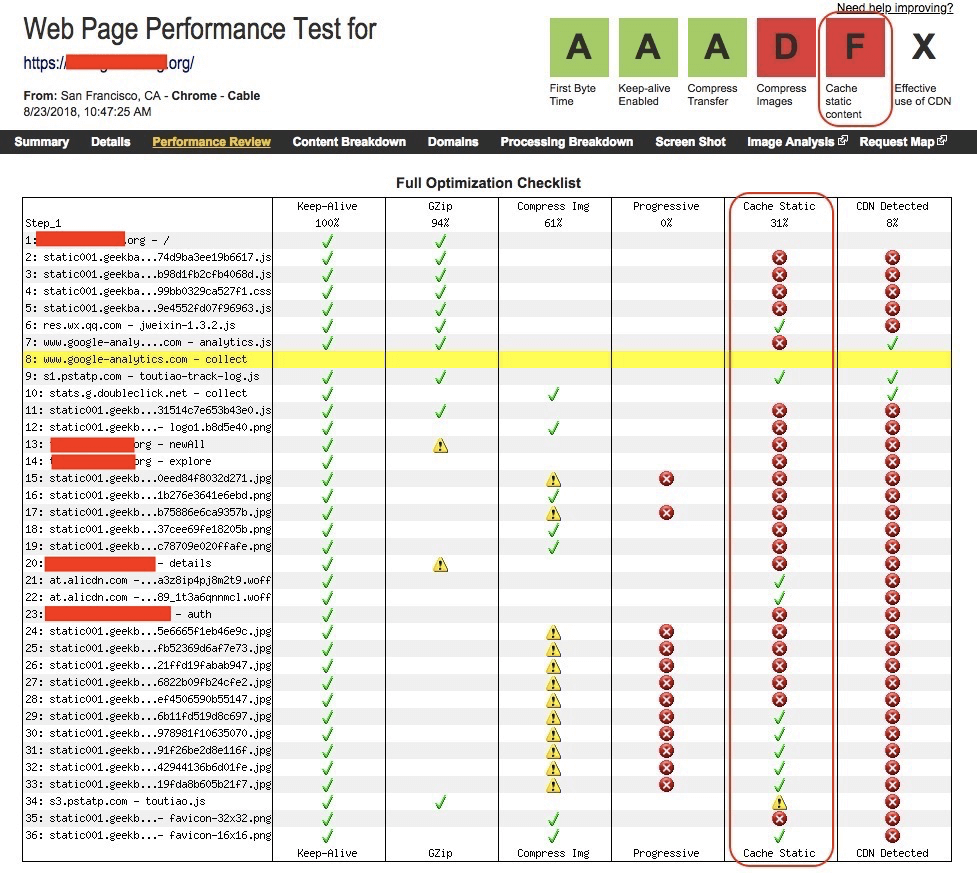 Need help improving?
Web Page Performance Test for
https://
.org/
From: San Francisco, CA - Chrome - Cable
8/23/2018, 10:47:25 AM
A A A D F X
First Byte Time
Keep-alive Enabled
Compress Transfer
Compress Images
Cache static content
Effective use of CDN
Summary Details Performance Review Content Breakdown Domains Processing Breakdown Screen Shot Image Analysis Request Map
Full Optimization Checklist
Keep-Alive GZip Compress Img Progressive Cache Static CDN Detected
Step_1 100% 94% 61% 0% 31% 8%
1: .org - /
2: static001.geekba...74d9ba3ee19b6617.js
3: static001.geekba...b98d1fb2cfb4068d.js
4: static001.geekba...99bb0329ca527f1.css
5: static001.geekba...9e4552fd07f96963.js
6: res.wx.qq.com - jweixin-1.3.2.js
7: www.google-analy....com - analytics.js
8: www.google-analytics.com - collect
9: s1.pstatp.com - toutiao-track-log.js
10: stats.g.doubleclick.net - collect
11: static001.geekb...31514c7e653b43e0.js
12: static001.geekb...- logo1.b8d5e40.png
13: org - newAll
14: org - explore
15: static001.geekb...0eed84f8032d271.jpg
16: static001.geekb...1b276e3641e6ebd.png
17: static001.geekb...b75886e6ca9357b.jpg
18: static001.geekb...37cee69fe18205b.png
19: static001.geekb...c78709e020ffafe.png
20: - details
21: at.alicdn.com -...a3z8ip4pj8m2t9.woff
22: at.alicdn.com -...89_1t3a6qnnmcl.woff
23: - auth
24: static001.geekb...5e6665f1eb46e9c.jpg
25: static001.geekb...fb52369d6af7e73.jpg
26: static001.geekb...21ffd19fabab947.jpg
27: static001.geekb...6822b09fb24cfe2.jpg
28: static001.geekb...ef4506590b55147.jpg
29: static001.geekb...6b11fd519d8c697.jpg
30: static001.geekb...978981f10635070.jpg
31: static001.geekb...91f26be2d8e116f.jpg
32: static001.geekb...42944136b6d01fe.jpg
33: static001.geekb...19fda8b605b21f7.jpg
34: s3.pstatp.com - toutiao.js
35: static001.geekb...- favicon-32x32.png
36: static001.geekb...- favicon-16x16.png
Keep-Alive GZip Compress Img Progressive Cache Static CDN Detected